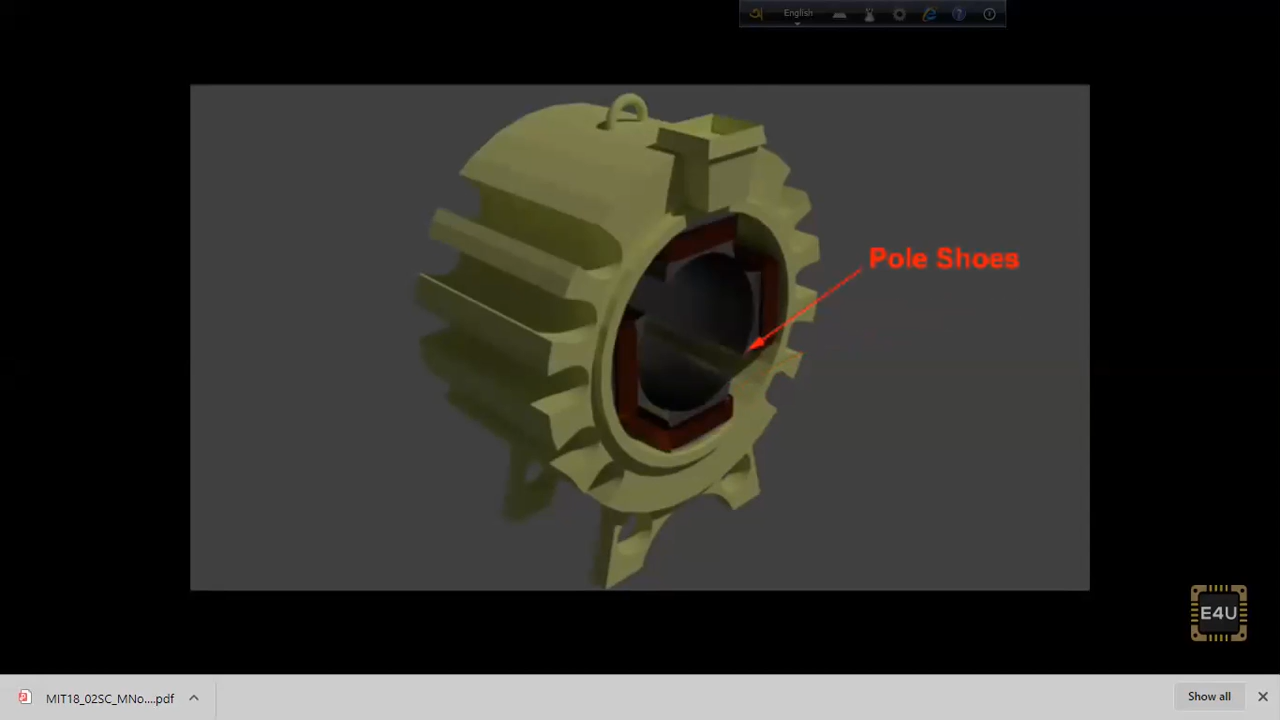 অ English
Pole Shoes
E4U
MIT18_02SC_MNo....pdf
Show all